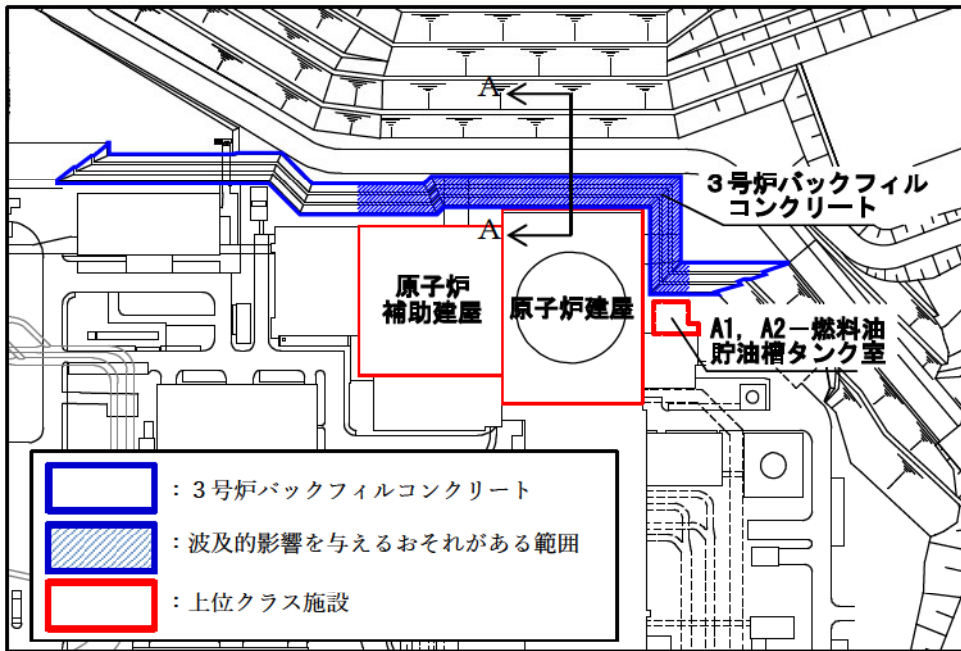 A
3号炉バックフィル
コンクリート
A
原子炉
補助建屋
原子炉建屋
A1，A2－燃料油
貯油槽タンク室
：３号炉バックフィルコンクリート
：波及的影響を与えるおそれがある範囲
：上位クラス施設